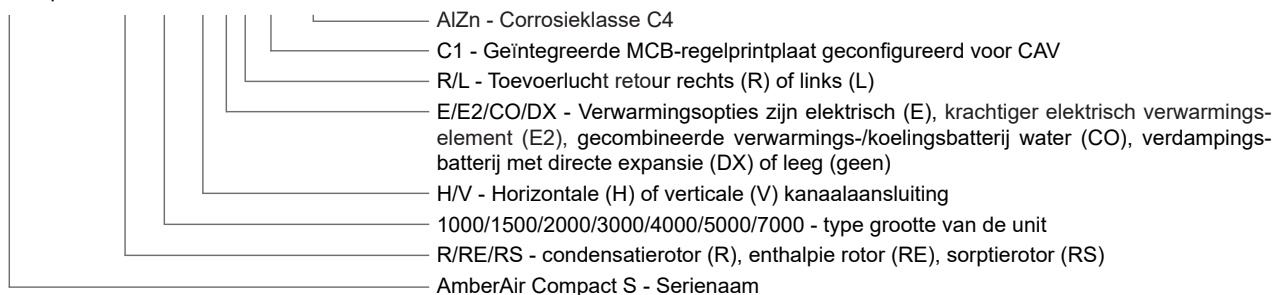 AlZn - Corrosieklasse C4
C1 - Geïntegreerde MCB-regelprintplaat geconfigureerd voor CAV
R/L - Toevoerlucht retour rechts (R) of links (L)
E/E2/CO/DX - Verwarmingsopties zijn elektrisch (E), krachtiger elektrisch verwarmings-
element (E2), gecombineerde verwarmings-/koelingsbatterij water (CO), verdampings-
batterij met directe expansie (DX) of leeg (geen)
H/V - Horizontale (H) of verticale (V) kanaalaansluiting
1000/1500/2000/3000/4000/5000/7000 - type grootte van de unit
R/RE/RS - condensatierotor (R), enthalpie rotor (RE), sorptierotor (RS)
AmberAir Compact S - Serienaam